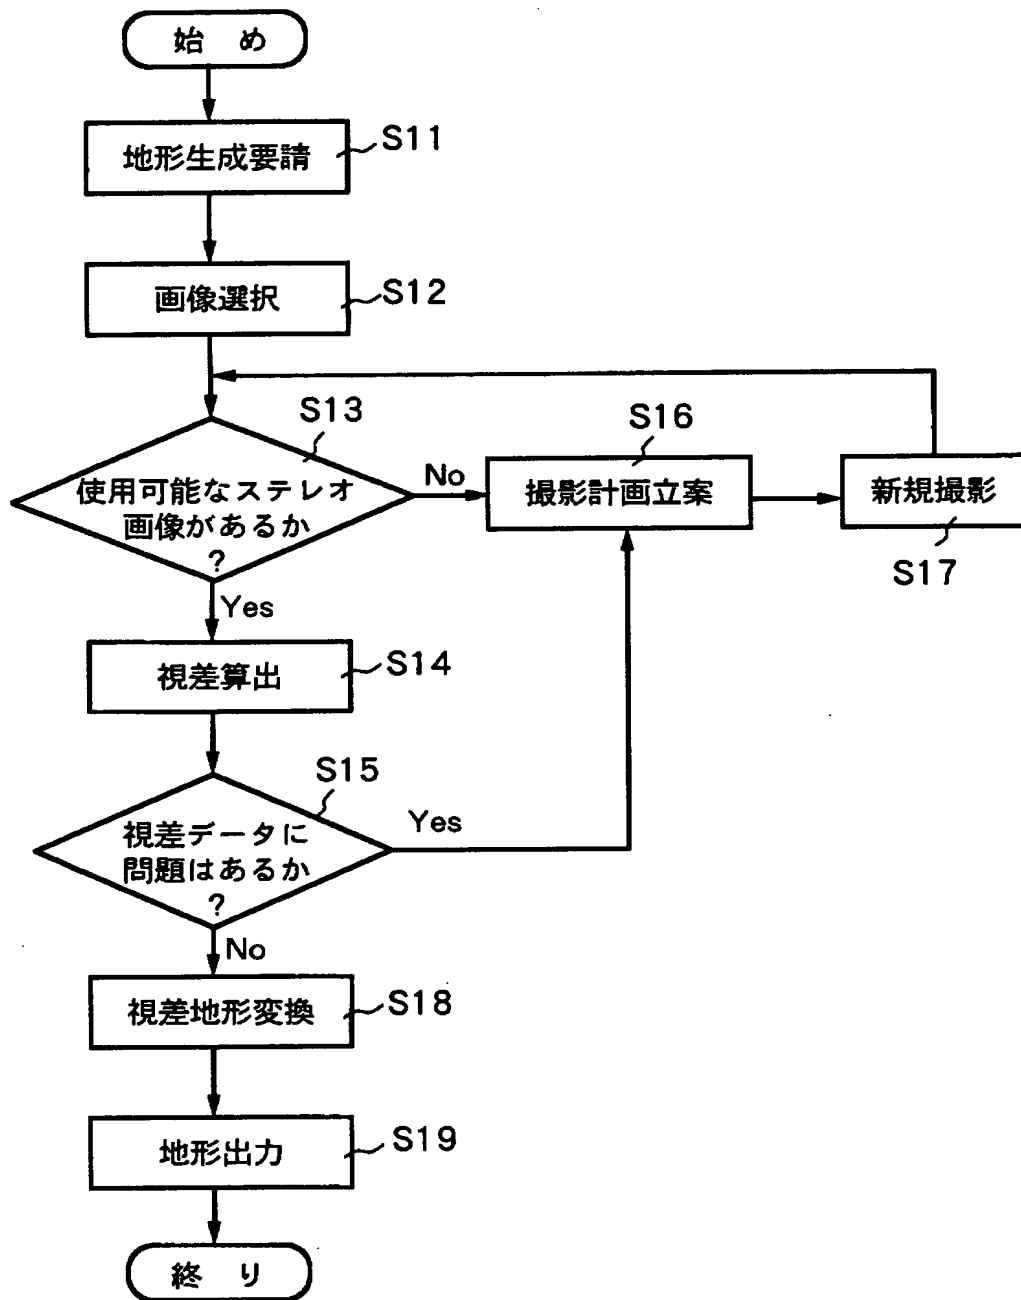 始 め
地形生成要請
S11
画像選択
S12
S13
使用可能なステレオ
画像があるか
?
No
Yes
S16
撮影計画立案
新規撮影
S17
視差算出
S14
S15
視差データに
問題はあるか
?
Yes
No
視差地形変換
S18
地形出力
S19
終 り